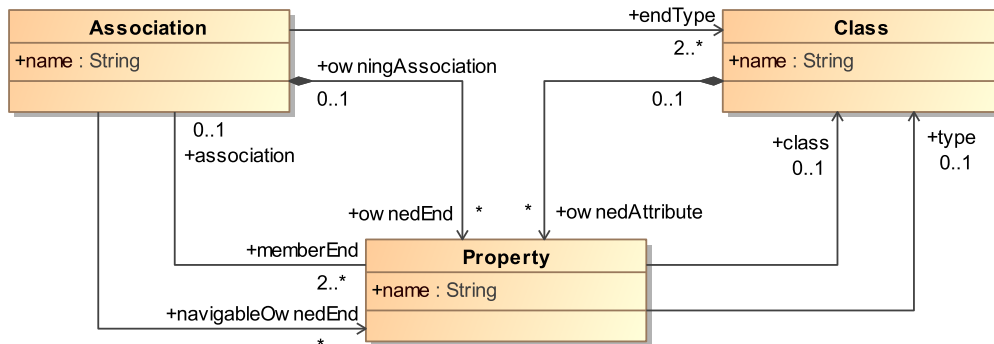 Association
+name : String
+endType
2..*
Class
+name : String
+ow ningAssociation
0..1
0..1
0..1
+association
+class
0..1
+type
0..1
+ow nedEnd
*
*
+ow nedAttribute
+memberEnd
2..*
Property
+name : String
+navigableOw nedEnd
*